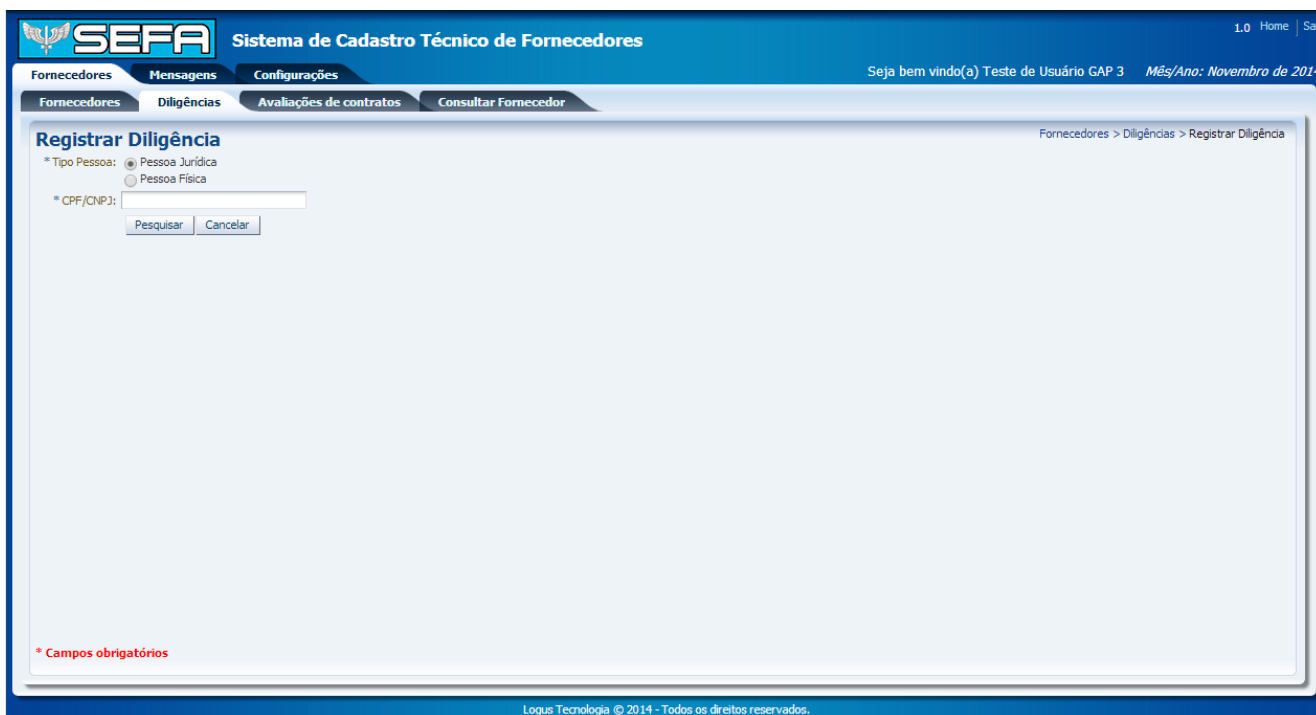 1.0 Home Sa
SEFA Sistema de Cadastro Técnico de Fornecedores
Fornecedores Mensagens Configurações Seja bem vindo(a) Teste de Usuário GAP 3 Mês/Ano: Novembro de 201
Fornecedores Diligências Avaliações de contratos Consultar Fornecedor
Registrar Diligência Fornecedores > Diligências > Registrar Diligência
* Tipo Pessoa: Pessoa Jurídica
Pessoa Física
* CPF/CNPJ:
Pesquisar Cancelar
* Campos obrigatórios
Logus Tecnologia © 2014 - Todos os direitos reservados.